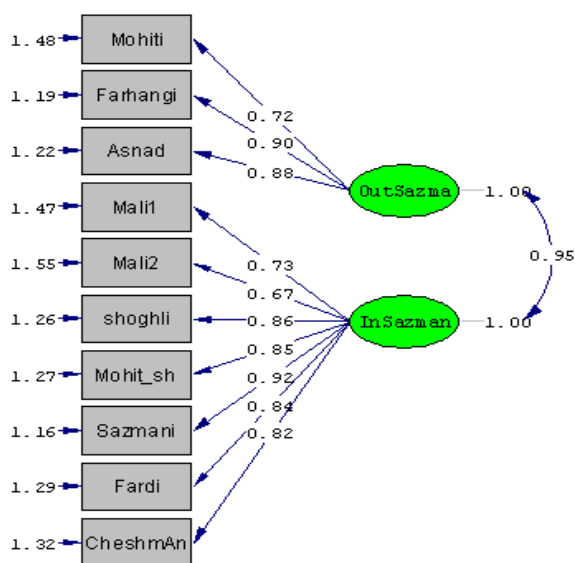 1.48 Mohiti
1.19 Farhangi
0.72
0.90
1.22 Asnad
0.88
OutSazma 1.00
1.47 Mali1
0.95
1.55 Mali2
0.73
0.67
1.26 shoghli
0.86
InSazman 1.00
0.85
1.27 Mohit_sh
0.92
0.84
1.16 Sazmani
0.82
1.29 Fardi
1.32 CheshmAn